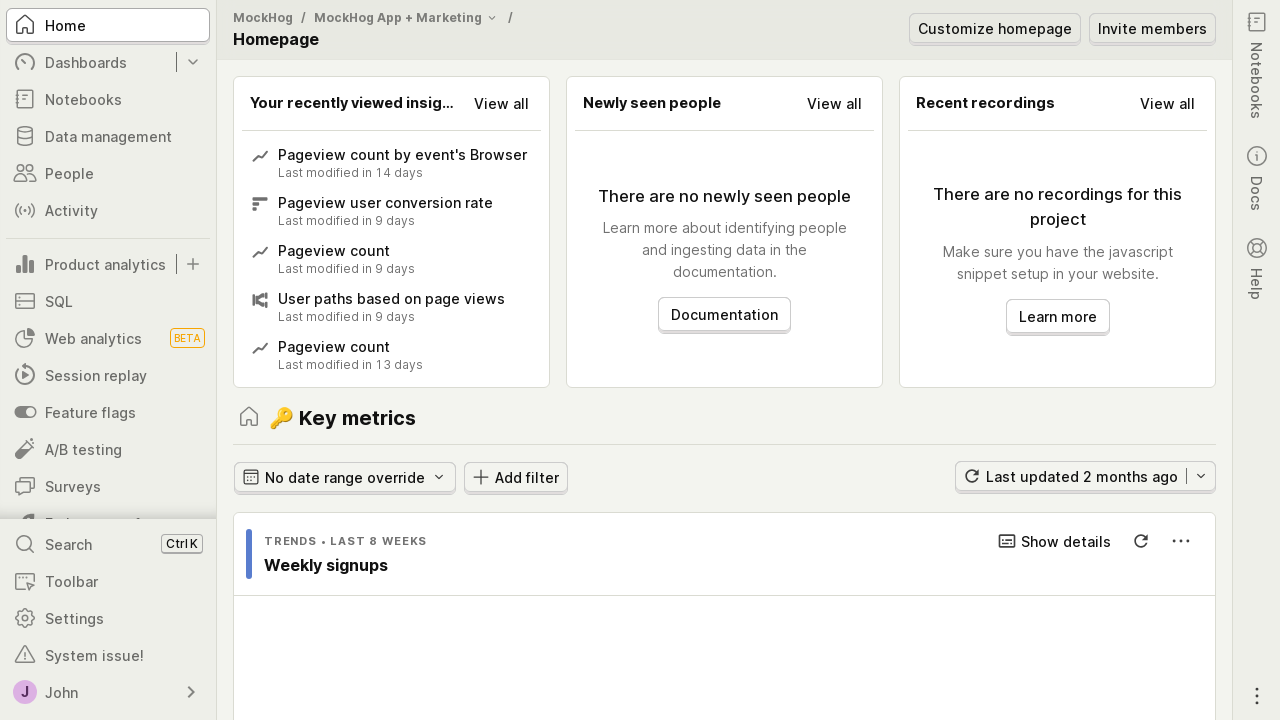 Home
Dashboards
Notebooks
Data management
People
Activity
Product analytics
SQL
Web analytics BETA
Session replay
Feature flags
A/B testing
Surveys
Search Ctrl K
Toolbar
Settings
System issue!
J John
MockHog / MockHog App + Marketing /
Homepage
Customize homepage
Invite members
Your recently viewed insig... View all
Pageview count by event's Browser
Last modified in 14 days
Pageview user conversion rate
Last modified in 9 days
Pageview count
Last modified in 9 days
User paths based on page views
Last modified in 9 days
Pageview count
Last modified in 13 days
Newly seen people View all
There are no newly seen people
Learn more about identifying people
and ingesting data in the
documentation.
Documentation
Recent recordings View all
There are no recordings for this
project
Make sure you have the javascript
snippet setup in your website.
Learn more
🔑 Key metrics
No date range override
Add filter
Last updated 2 months ago
TRENDS • LAST 8 WEEKS
Weekly signups
Show details
Notebooks
Docs
Help